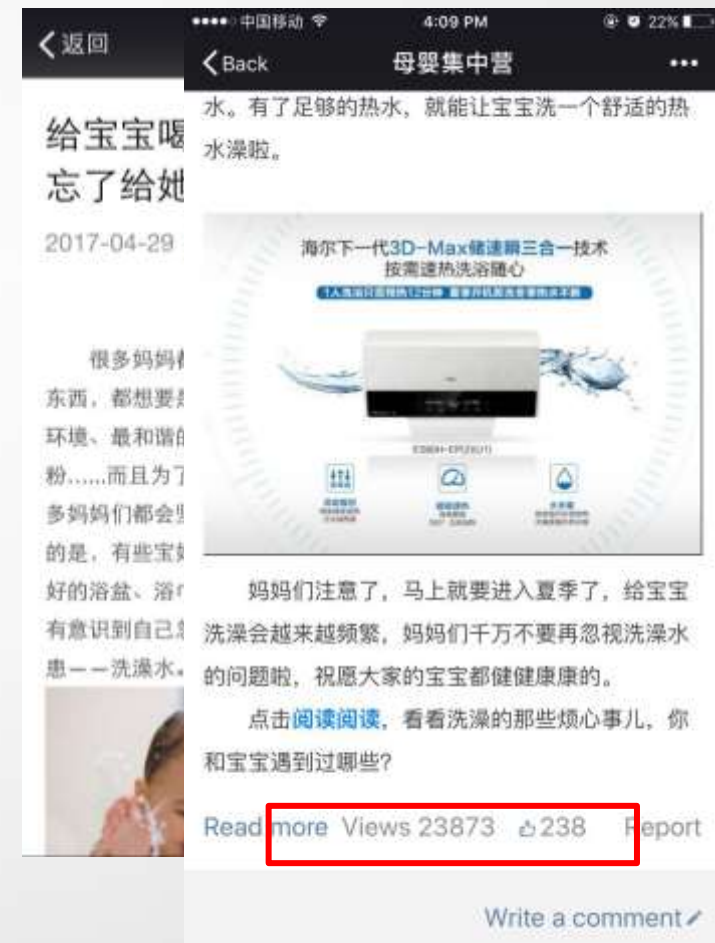 返回
给宝宝喝
忘了给她
2017-04-29
很多妈妈都
东西，都想要
环境、最和谐的
粉......而且为了
多妈妈们都会
的是，有些宝妈
好的浴盆、浴巾
有意识到自己
患——洗澡水。
中国移动 4:09 PM 22%
Back 母婴集中营
水。有了足够的热水，就能让宝宝洗一个舒适的热
水澡啦。
海尔下一代3D-Max储速瞬三合一技术
按需速热洗浴随心
妈妈们注意了，马上就要进入夏季了，给宝宝
洗澡会越来越频繁，妈妈们千万不要再忽视洗澡水
的问题啦，祝愿大家的宝宝都健健康康的。
点击阅读阅读，看看洗澡的那些烦心事儿，你
和宝宝遇到过哪些？
Read more Views 23873 238 Report
Write a comment